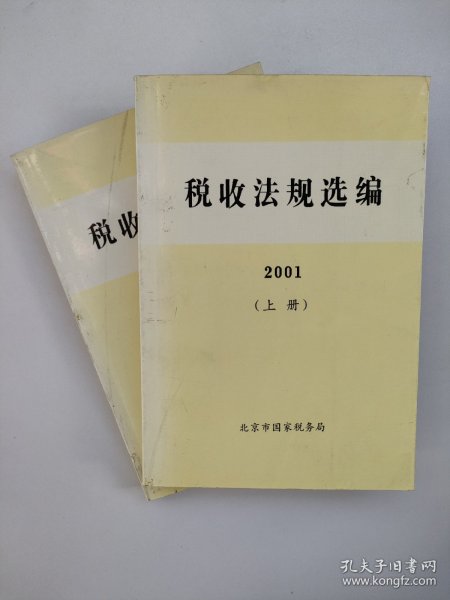 税收法规选编
2001
（上 册）
北京市国家税务局
税收
孔夫子旧书网
www.kongfz.com